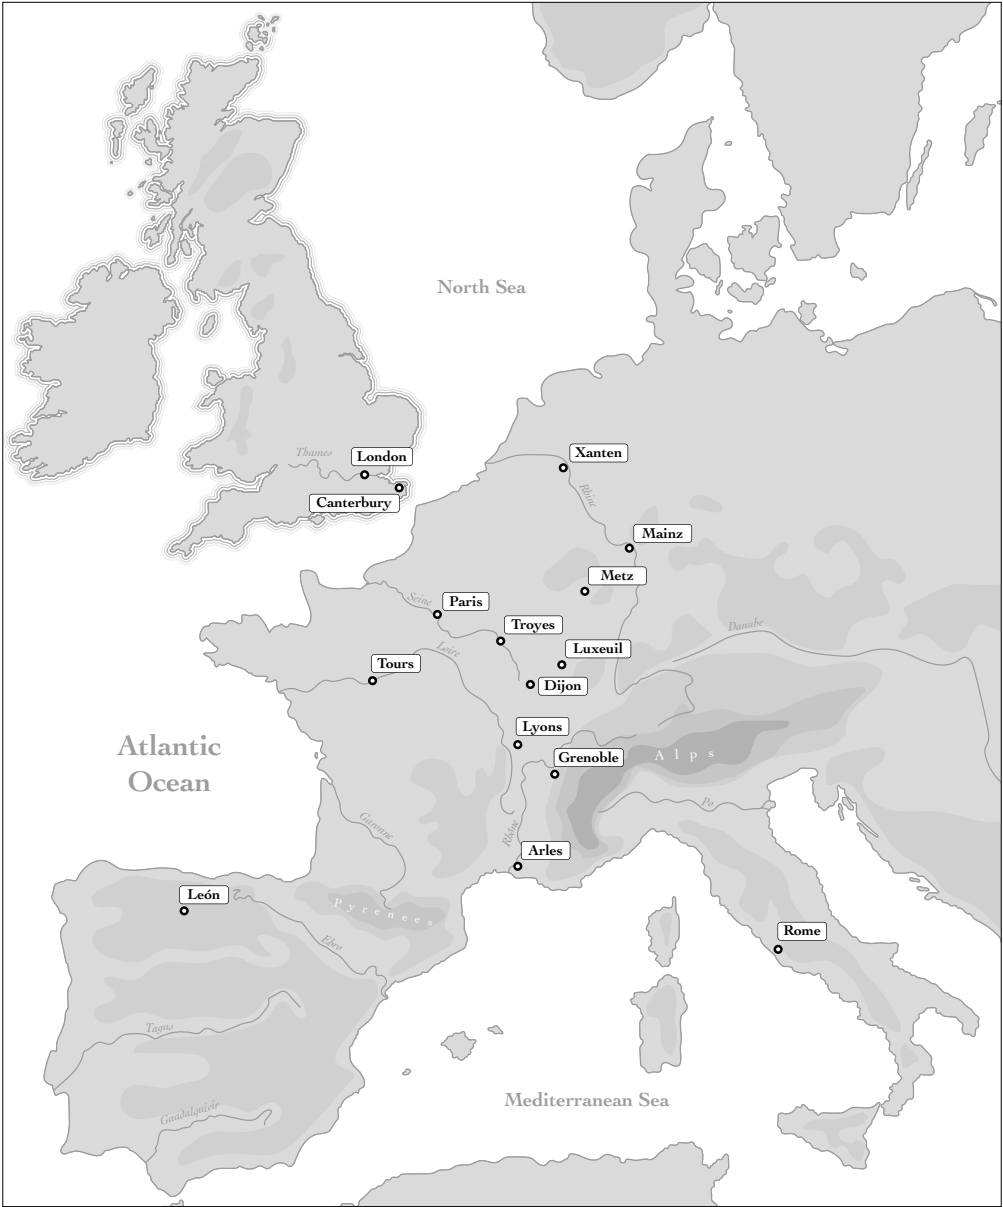 North Sea
Thames
London
Canterbury
Xanten
Rhine
Mainz
Metz
Seine
Paris
Troyes
Danube
Loire
Luxeuil
Tours
Dijon
Atlantic
Ocean
Lyons
Grenoble
Alps
Po
Garonne
Rhône
Arles
León
Pyrenees
Ebro
Rome
Tagus
Mediterranean Sea
Guadalquivir